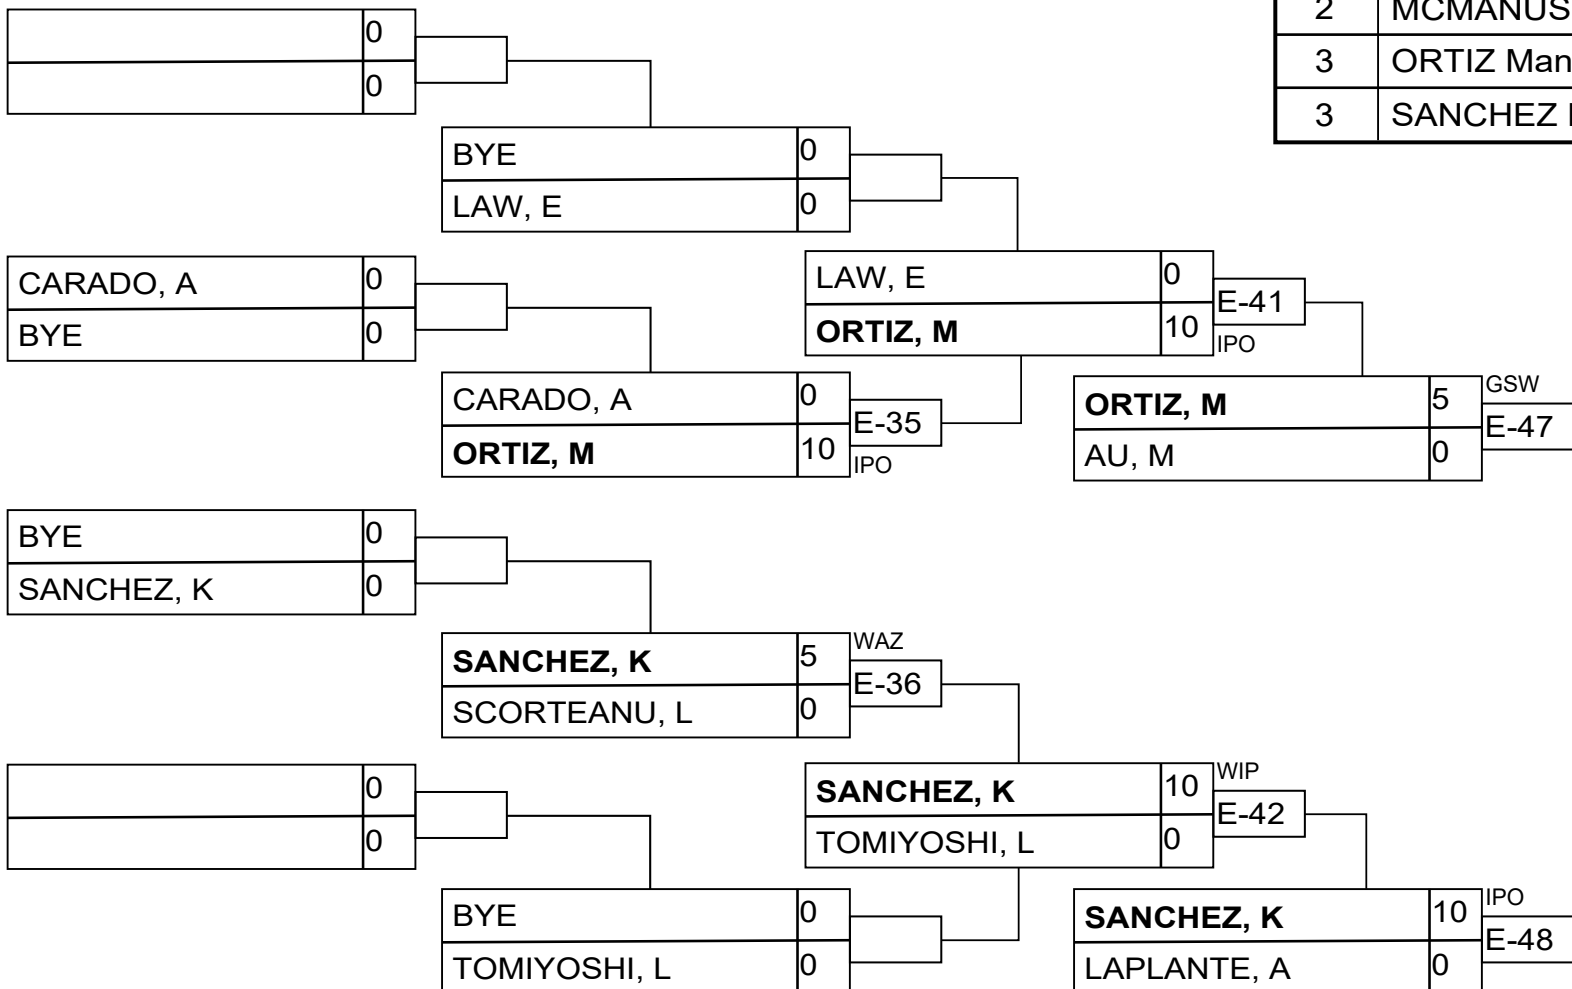 0
0
2 MCMANUS
3 ORTIZ Man
3 SANCHEZ
BYE 0
LAW, E 0
CARADO, A 0
BYE 0
LAW, E 0
ORTIZ, M 10
E-41
IPO
CARADO, A 0
ORTIZ, M 10
E-35
IPO
ORTIZ, M 5
AU, M 0
GSW
E-47
BYE 0
SANCHEZ, K 0
SANCHEZ, K 5
SCORTEANU, L 0
WAZ
E-36
0
0
SANCHEZ, K 10
TOMIYOSHI, L 0
WIP
E-42
BYE 0
TOMIYOSHI, L 0
SANCHEZ, K 10
LAPLANTE, A 0
IPO
E-48